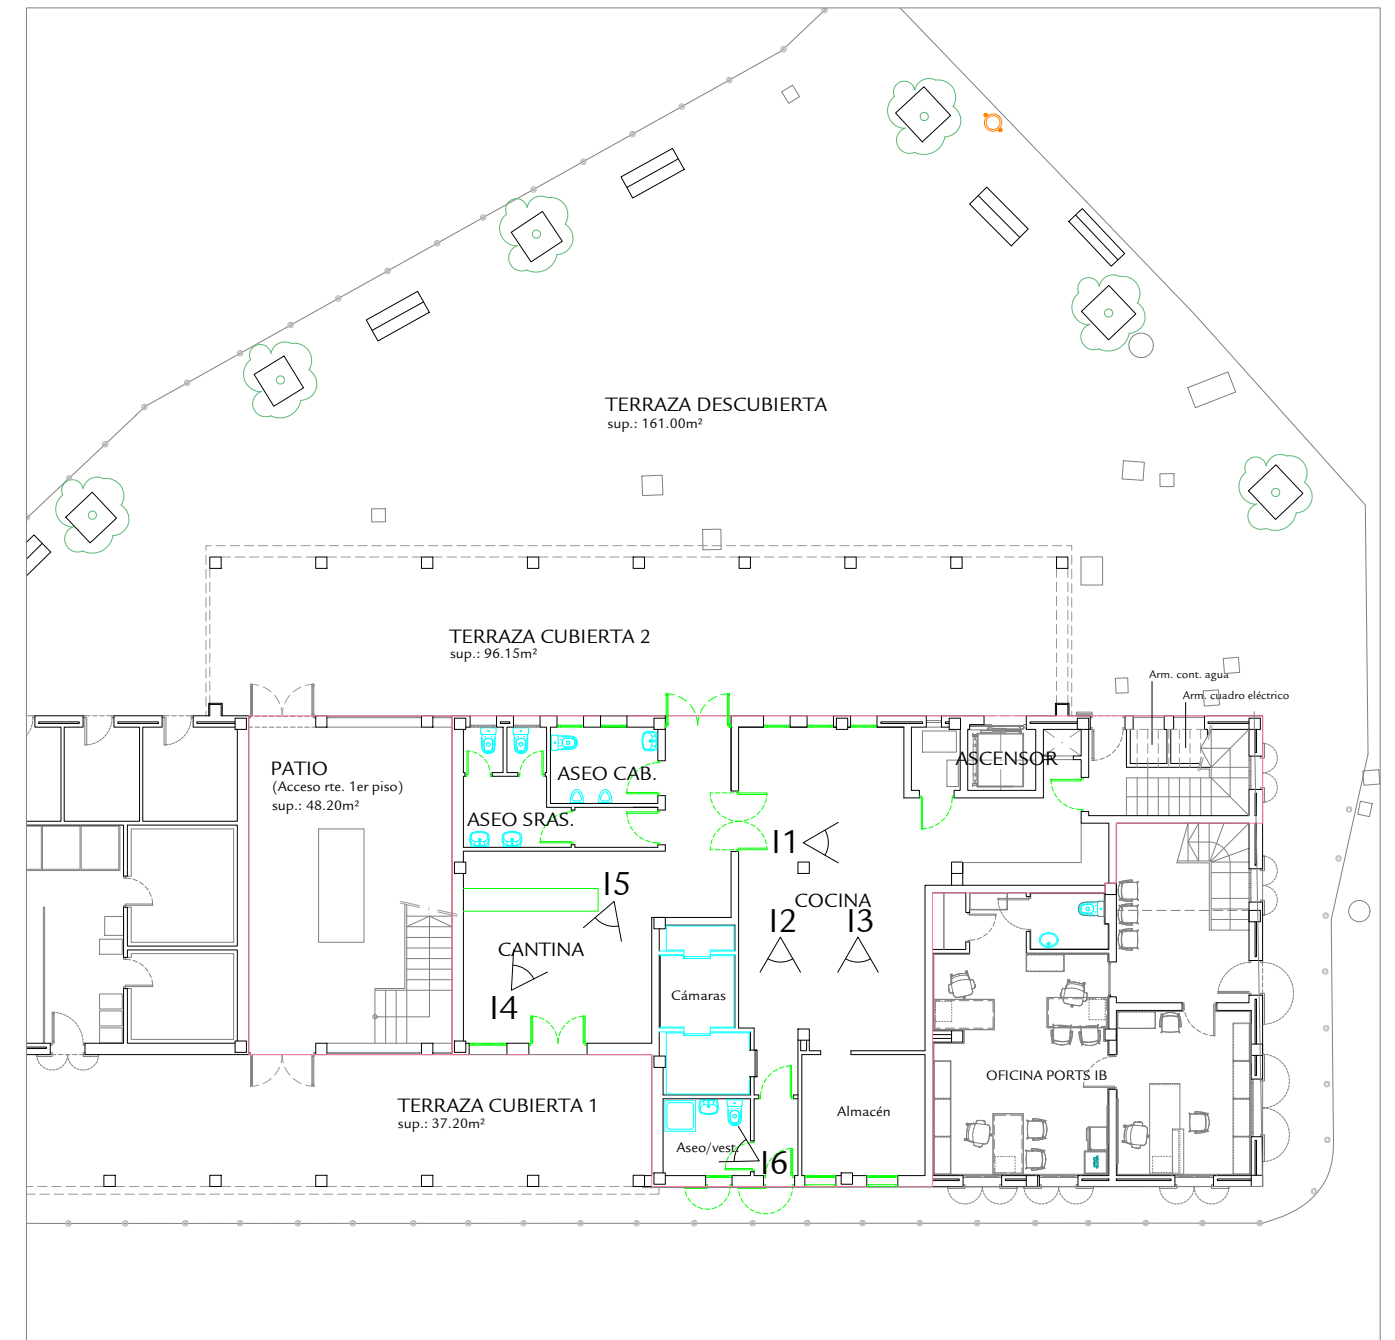 TERRAZA DESCUBIERTA
sup.: 161.00m²
TERRAZA CUBIERTA 2
sup.: 96.15m²
Arm. cont. agua
Arm. cuadro eléctrico
PATIO
(Acceso rte. 1er piso)
sup.: 48.20m²
ASEO CAB.
ASCENSOR
ASEO SRAS.
I1
I5
COCINA
I2
I3
CANTINA
I4
Cámaras
OFICINA PORTS IB
TERRAZA CUBIERTA 1
sup.: 37.20m²
Almacén
Aseo/vest.
I6